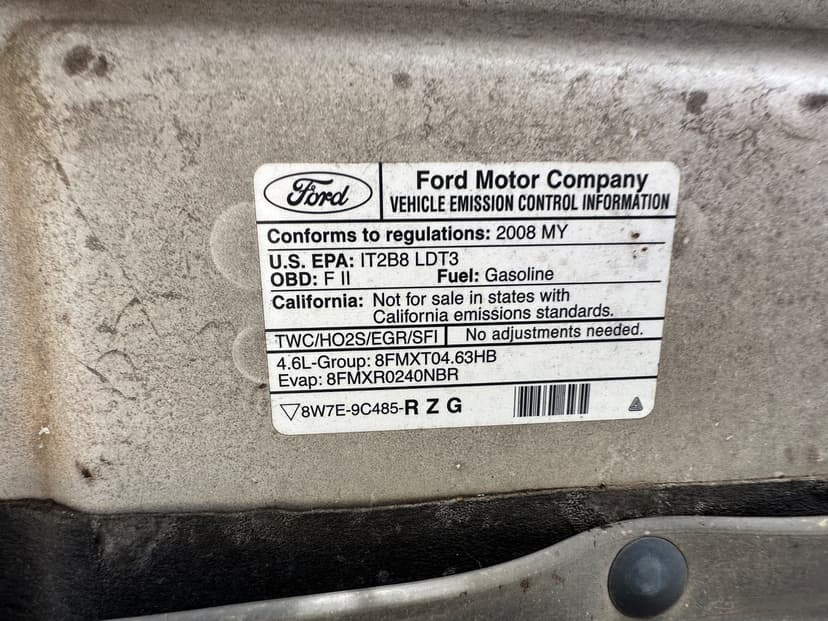 Ford
Ford Motor Company
VEHICLE EMISSION CONTROL INFORMATION
Conforms to regulations: 2008 MY
U.S. EPA: IT2B8 LDT3
OBD: F II Fuel: Gasoline
California: Not for sale in states with
California emissions standards.
TWC/HO2S/EGR/SFI No adjustments needed.
4.6L-Group: 8FMXT04.63HB
Evap: 8FMXR0240NBR
▽8W7E-9C485-R Z G